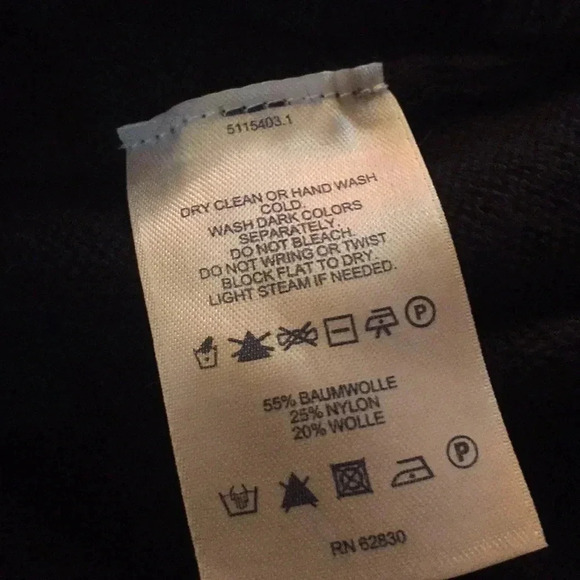 5115403.1
DRY CLEAN OR HAND WASH
COLD.
WASH DARK COLORS
SEPARATELY.
DO NOT BLEACH.
DO NOT WRING OR TWIST
BLOCK FLAT TO DRY.
LIGHT STEAM IF NEEDED.
P
55% BAUMWOLLE
25% NYLON
20% WOLLE
P
RN 62830